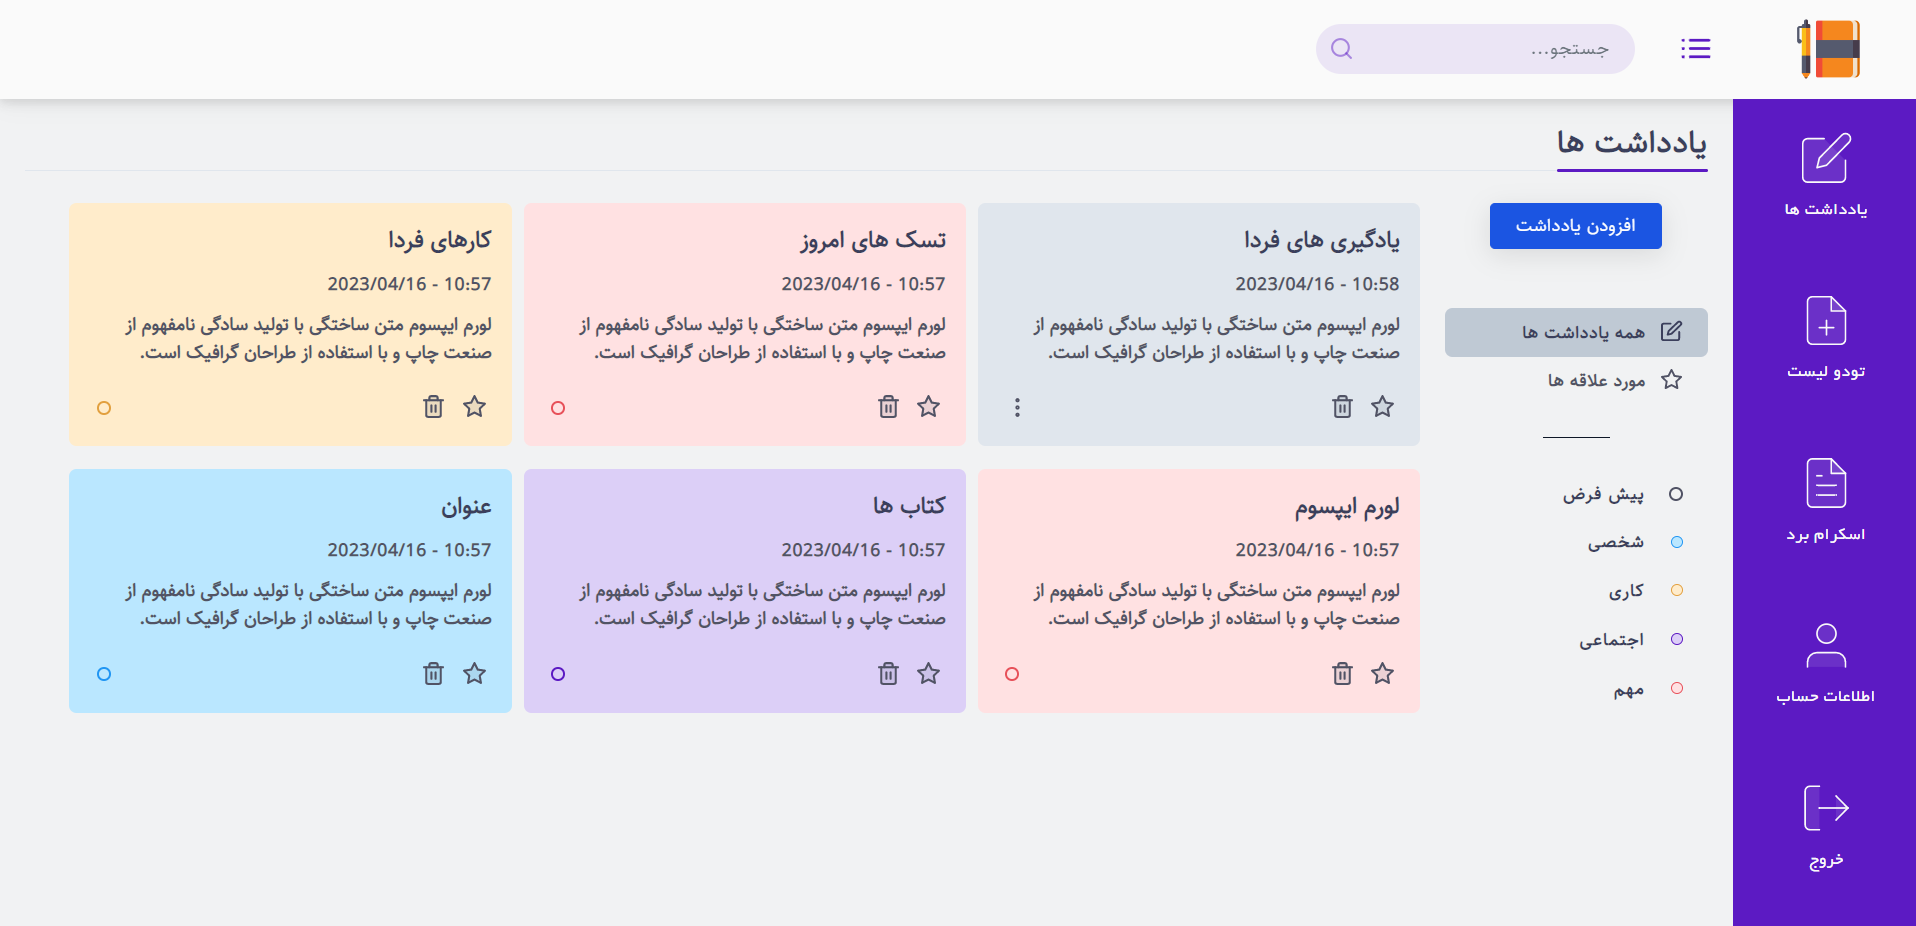 جستجو...
یادداشت ها
تودو لیست
اسکرام برد
اطلاعات حساب
خروج
یادداشت ها
افزودن یادداشت
همه یادداشت ها
مورد علاقه ها
پیش فرض
شخصی
کاری
اجتماعی
مهم
یادگیری های فردا
2023/04/16 - 10:58
لورم ایپسوم متن ساختگی با تولید سادگی نامفهوم از
صنعت چاپ و با استفاده از طراحان گرافیک است.
تسک های امروز
2023/04/16 - 10:57
لورم ایپسوم متن ساختگی با تولید سادگی نامفهوم از
صنعت چاپ و با استفاده از طراحان گرافیک است.
کارهای فردا
2023/04/16 - 10:57
لورم ایپسوم متن ساختگی با تولید سادگی نامفهوم از
صنعت چاپ و با استفاده از طراحان گرافیک است.
لورم ایپسوم
2023/04/16 - 10:57
لورم ایپسوم متن ساختگی با تولید سادگی نامفهوم از
صنعت چاپ و با استفاده از طراحان گرافیک است.
کتاب ها
2023/04/16 - 10:57
لورم ایپسوم متن ساختگی با تولید سادگی نامفهوم از
صنعت چاپ و با استفاده از طراحان گرافیک است.
عنوان
2023/04/16 - 10:57
لورم ایپسوم متن ساختگی با تولید سادگی نامفهوم از
صنعت چاپ و با استفاده از طراحان گرافیک است.